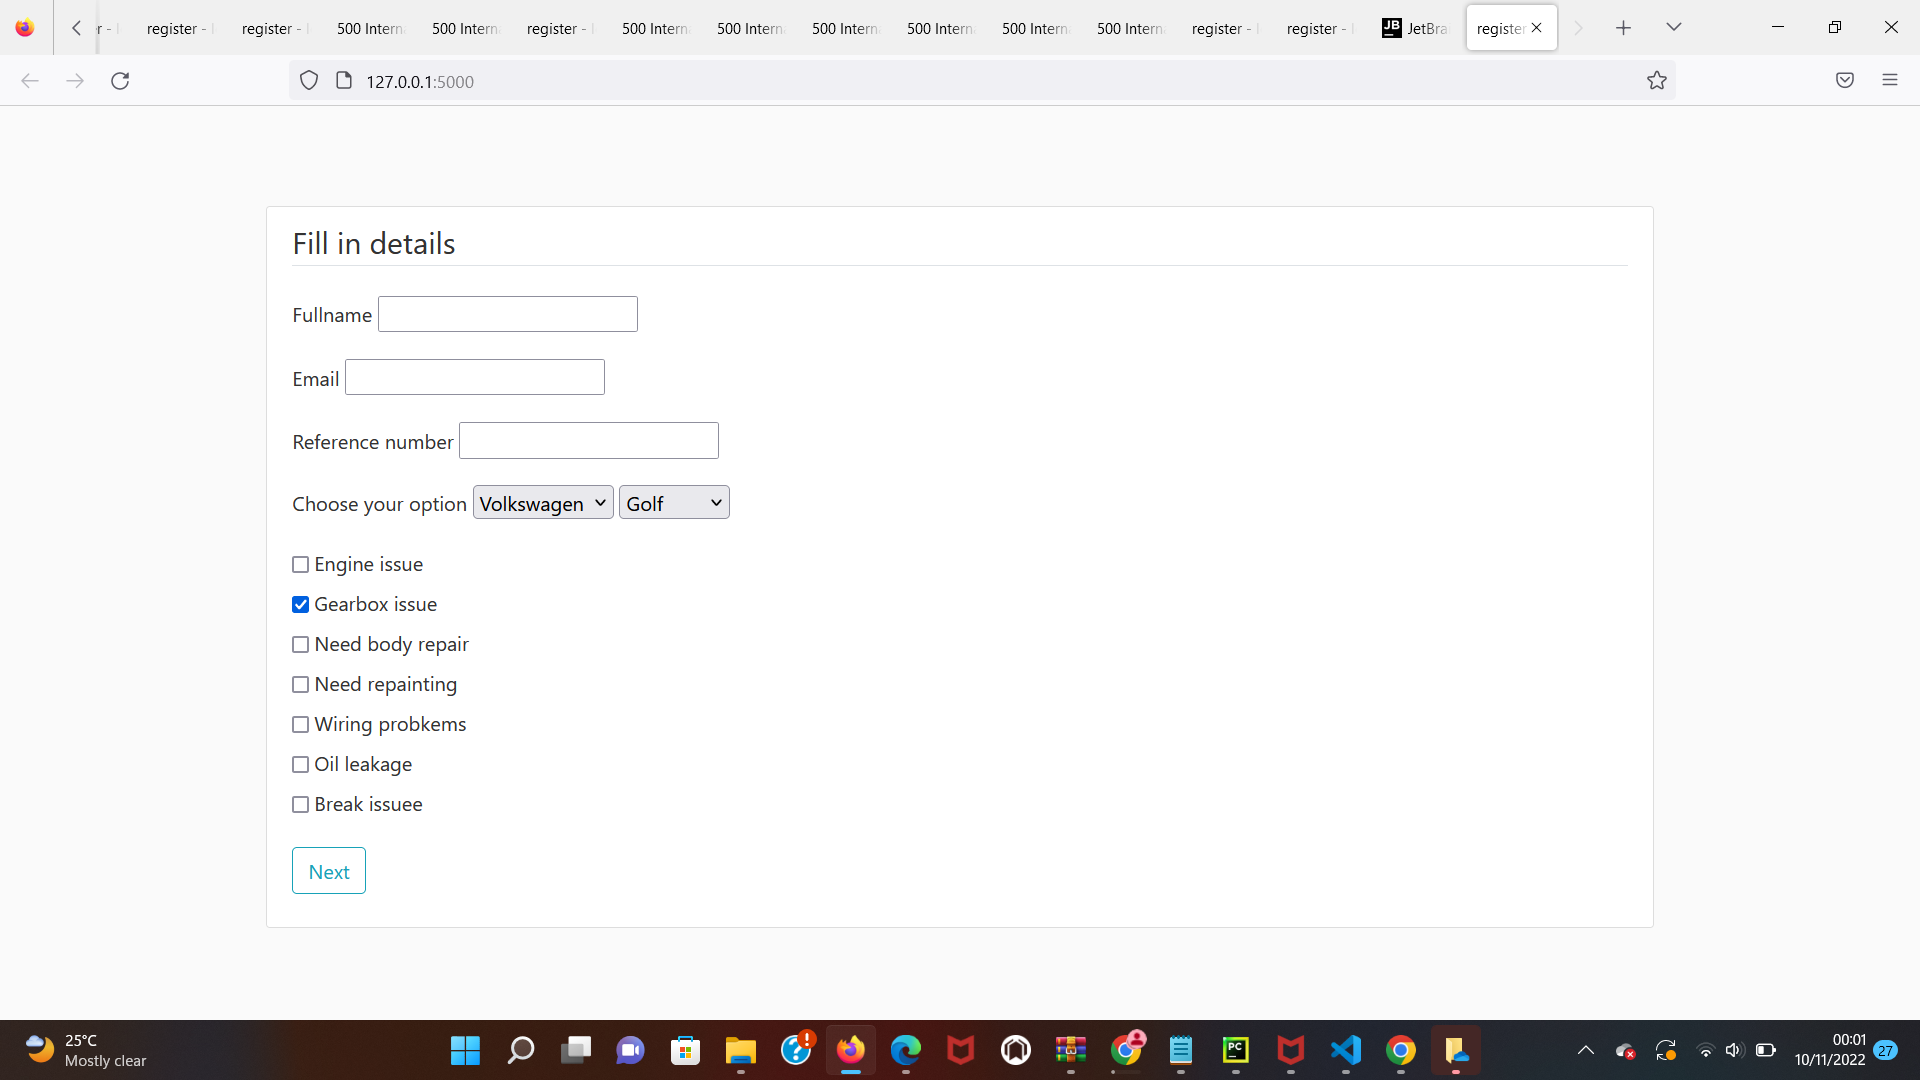 r - register - register - 500 Intern 500 Intern register - 500 Intern 500 Intern 500 Intern 500 Intern 500 Intern 500 Intern register - register - JB JetBra register
127.0.0.1:5000
Fill in details
Fullname
Email
Reference number
Choose your option Volkswagen Golf
Engine issue
Gearbox issue
Need body repair
Need repainting
Wiring probkems
Oil leakage
Break issuee
Next
25°C
Mostly clear
PC
00:01
10/11/2022 27